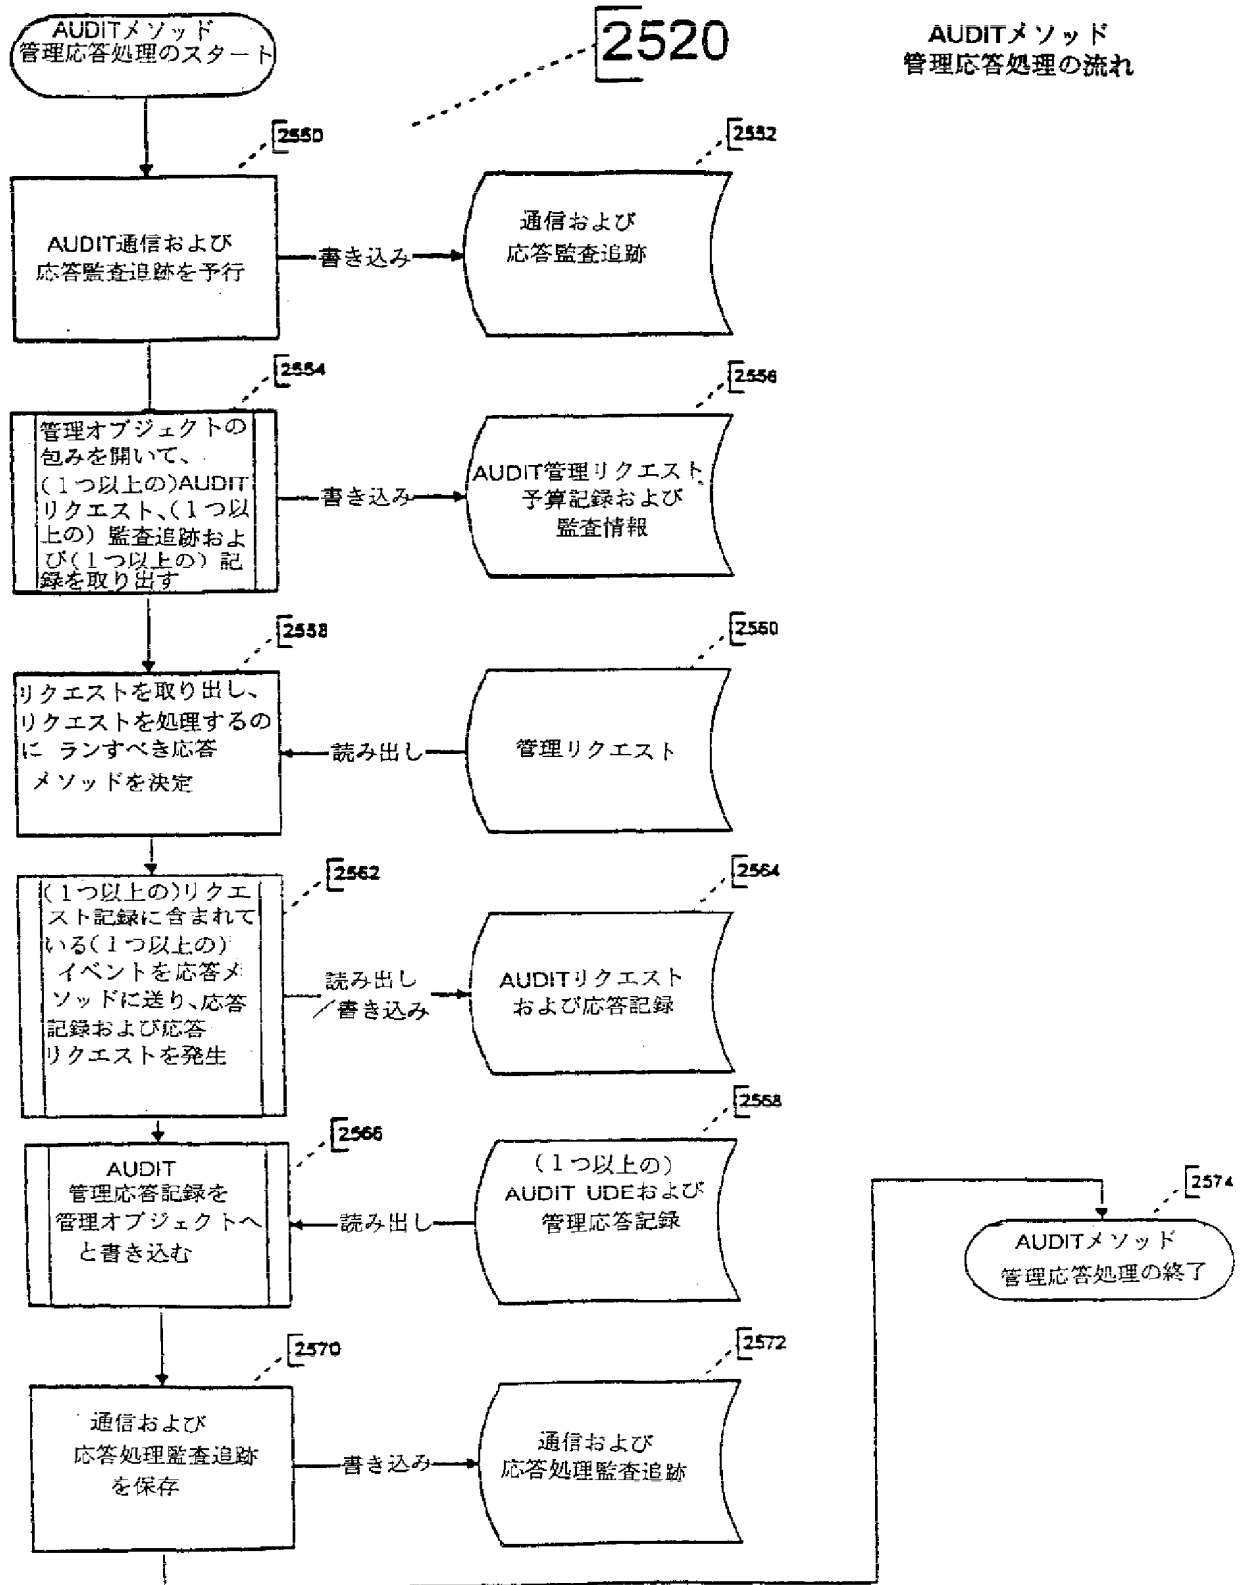 AUDITメソッド
管理応答処理のスタート
2520
AUDITメソッド
管理応答処理の流れ
2550
AUDIT通信および
応答監査追跡を予行
書き込み
2552
通信および
応答監査追跡
2554
管理オブジェクトの
包みを開いて、
(1つ以上の)AUDIT
リクエスト、(1つ以
上の) 監査追跡およ
び(1つ以上の) 記
録を取り出す
書き込み
2556
AUDIT管理リクエスト
予算記録および
監査情報
2558
リクエストを取り出し、
リクエストを処理するの
に ランすべき応答
メソッドを決定
読み出し
2560
管理リクエスト
2562
(1つ以上の)リクエ
スト記録に含まれて
いる(1つ以上の)
イベントを応答メ
ソッドに送り、応答
記録および応答
リクエストを発生
読み出し
/書き込み
2564
AUDITリクエスト
および応答記録
2566
AUDIT
管理応答記録を
管理オブジェクトへ
と書き込む
読み出し
2568
(1つ以上の)
AUDIT UDEおよび
管理応答記録
2570
通信および
応答処理監査追跡
を保存
書き込み
2572
通信および
応答処理監査追跡
2574
AUDITメソッド
管理応答処理の終了